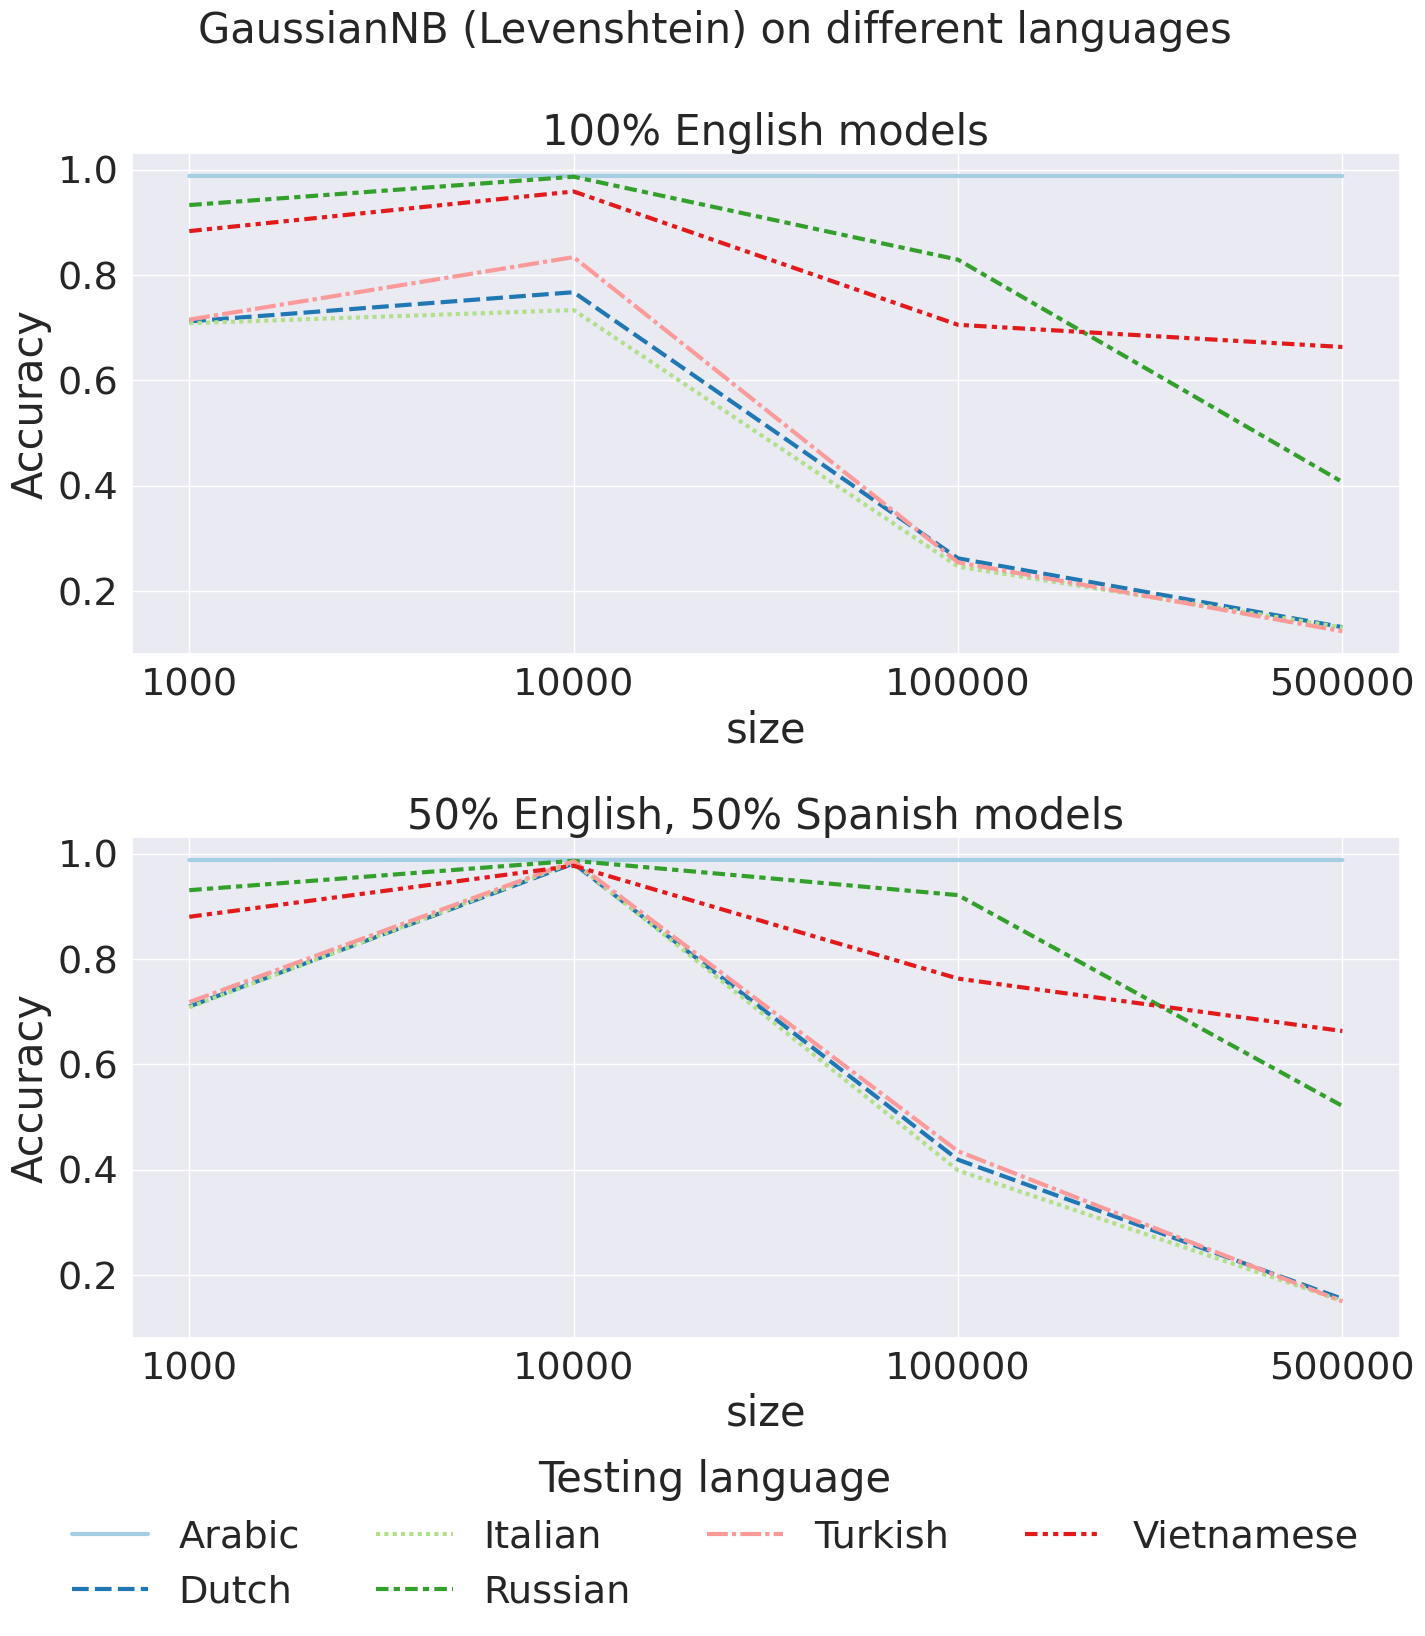 GaussianNB (Levenshtein) on different languages
100% English models
Accuracy
1.0
0.8
0.6
0.4
0.2
1000 10000 100000 500000
size
50% English, 50% Spanish models
Accuracy
1.0
0.8
0.6
0.4
0.2
1000 10000 100000 500000
size
Testing language
Arabic Italian Turkish Vietnamese
Dutch Russian